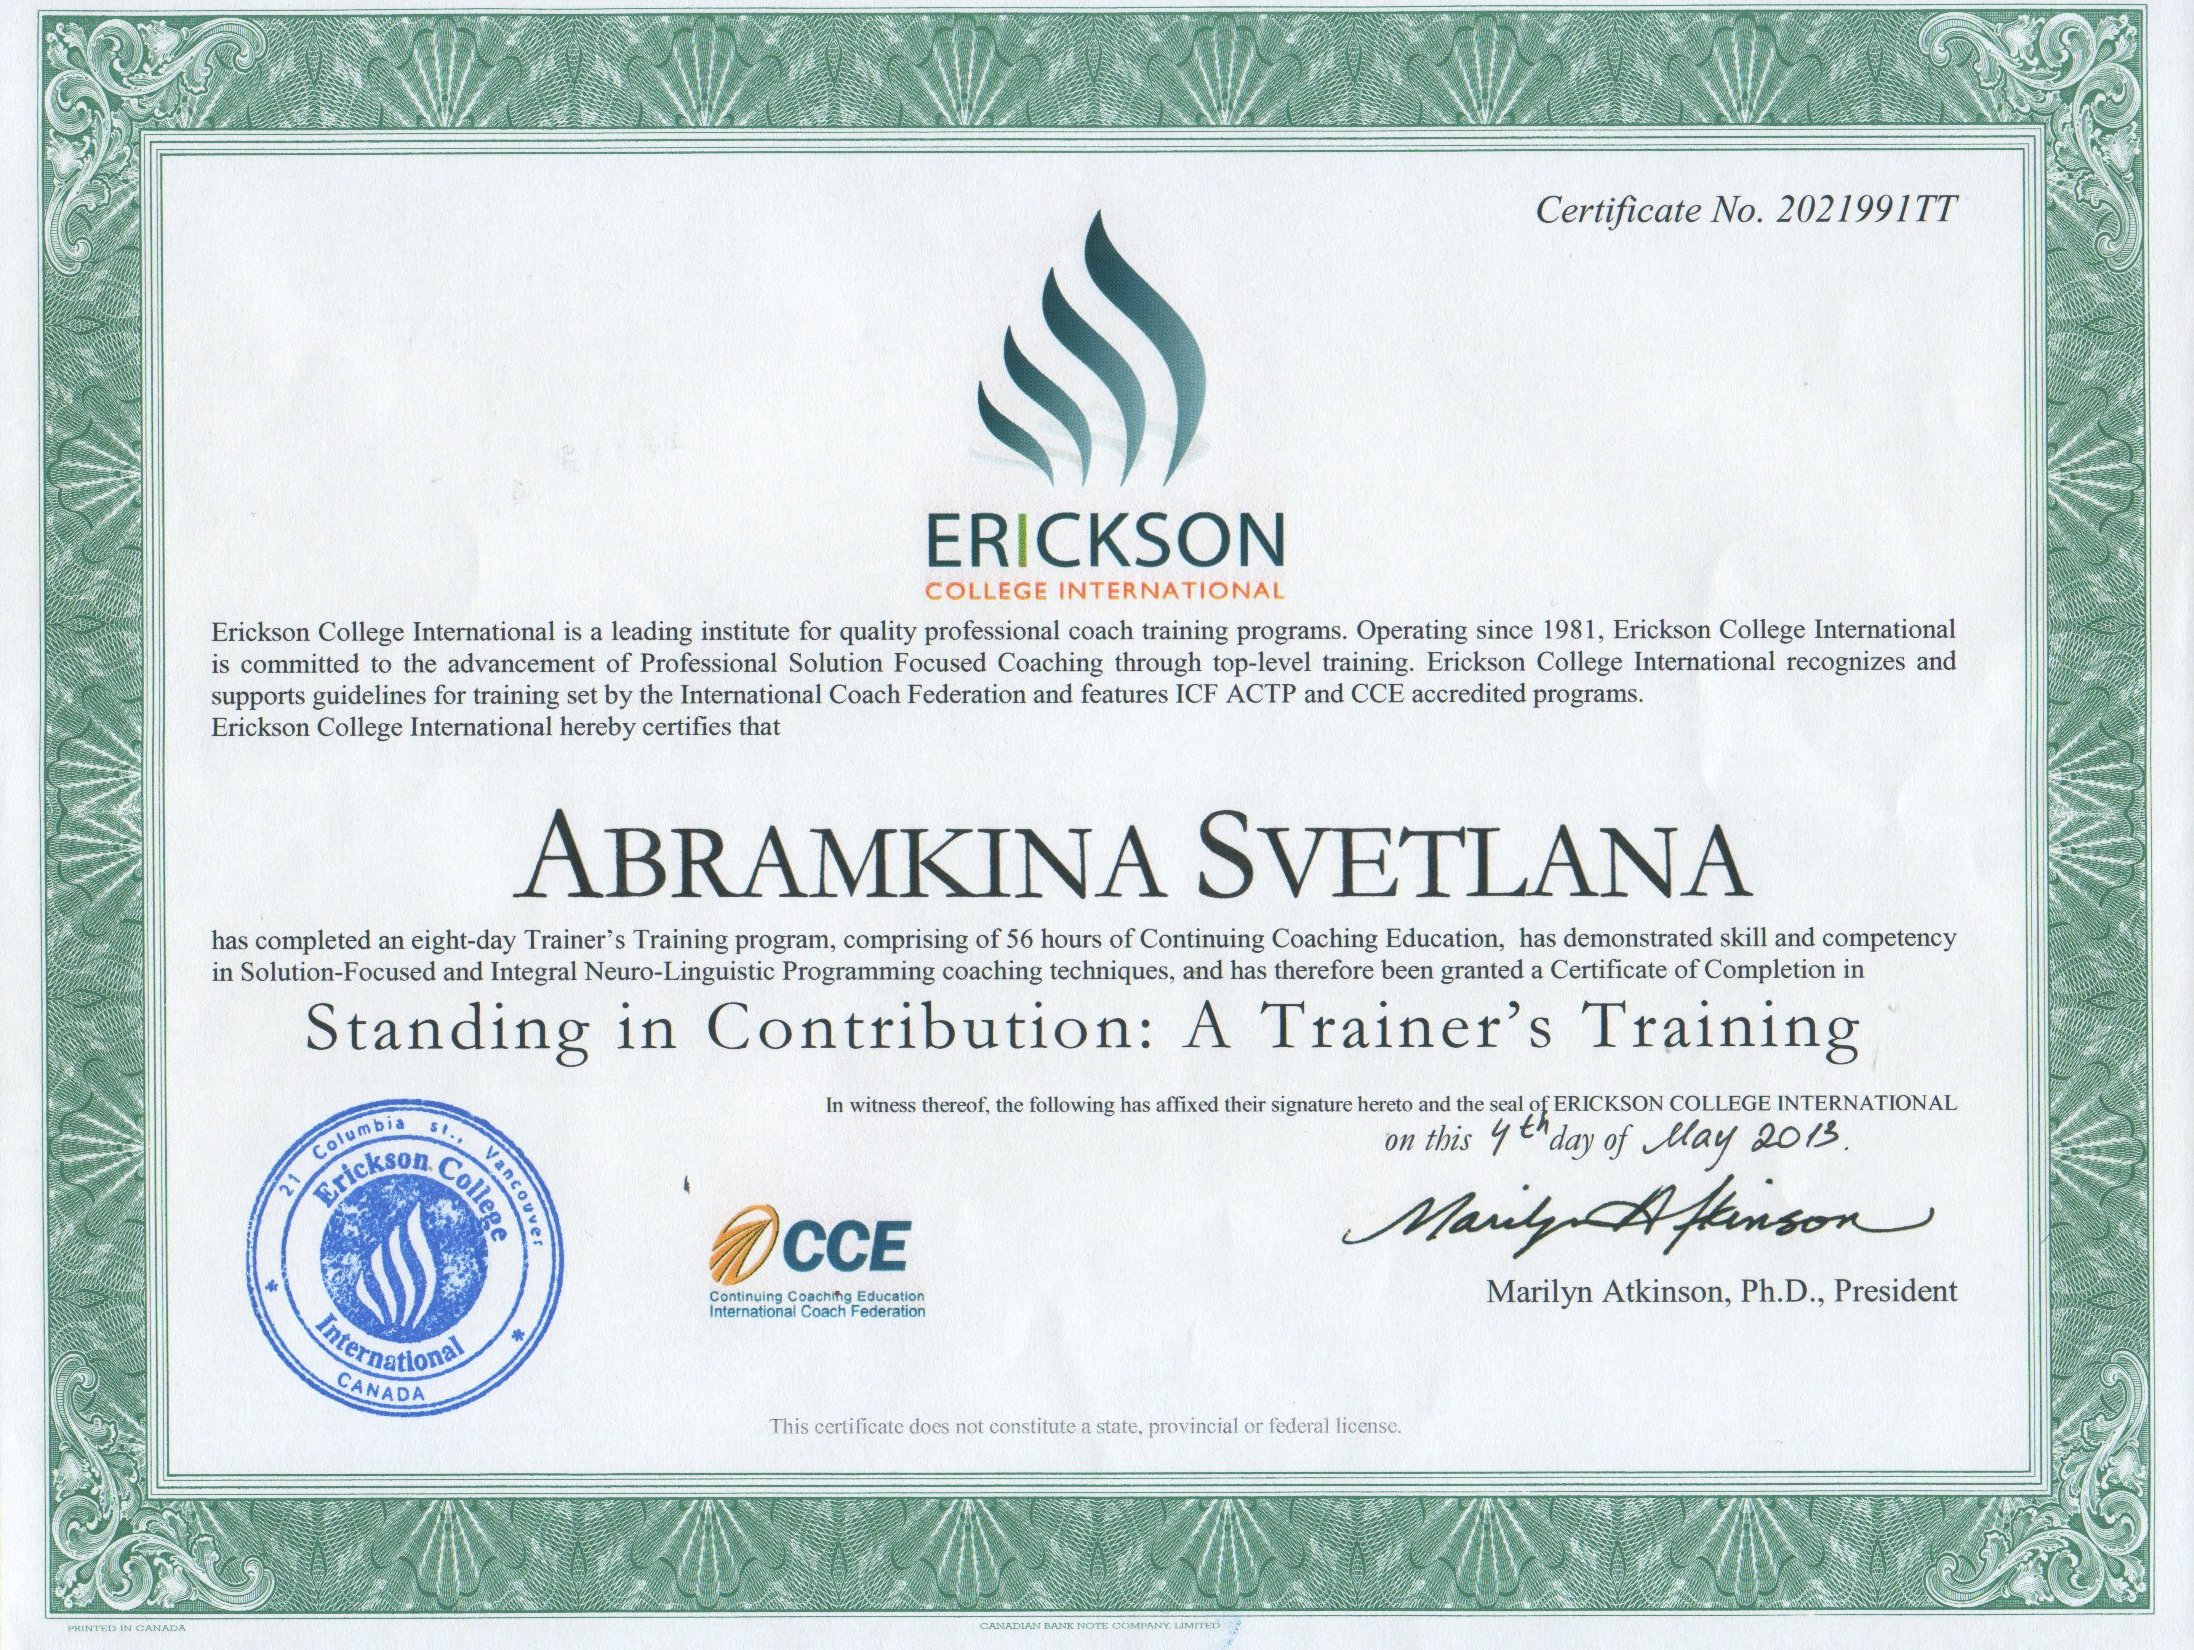 Certificate No. 2021991TT
ERICKSON
COLLEGE INTERNATIONAL
Erickson College International is a leading institute for quality professional coach training programs. Operating since 1981, Erickson College International
is committed to the advancement of Professional Solution Focused Coaching through top-level training. Erickson College International recognizes and
supports guidelines for training set by the International Coach Federation and features ICF ACTP and CCE accredited programs.
Erickson College International hereby certifies that
ABRAMKINA SVETLANA
has completed an eight-day Trainer's Training program, comprising of 56 hours of Continuing Coaching Education, has demonstrated skill and competency
in Solution-Focused and Integral Neuro-Linguistic Programming coaching techniques, and has therefore been granted a Certificate of Completion in
Standing in Contribution: A Trainer's Training
In witness thereof, the following has affixed their signature hereto and the seal of ERICKSON COLLEGE INTERNATIONAL
on this 4th day of May 2013.
Marilyn Atkinson
Marilyn Atkinson, Ph.D., President
21 Columbia st., Vancouver
Erickson College
International
CANADA
CCE
Continuing Coaching Education
International Coach Federation
This certificate does not constitute a state, provincial or federal license.
PRINTED IN CANADA
CANADIAN BANK NOTE COMPANY, LIMITED